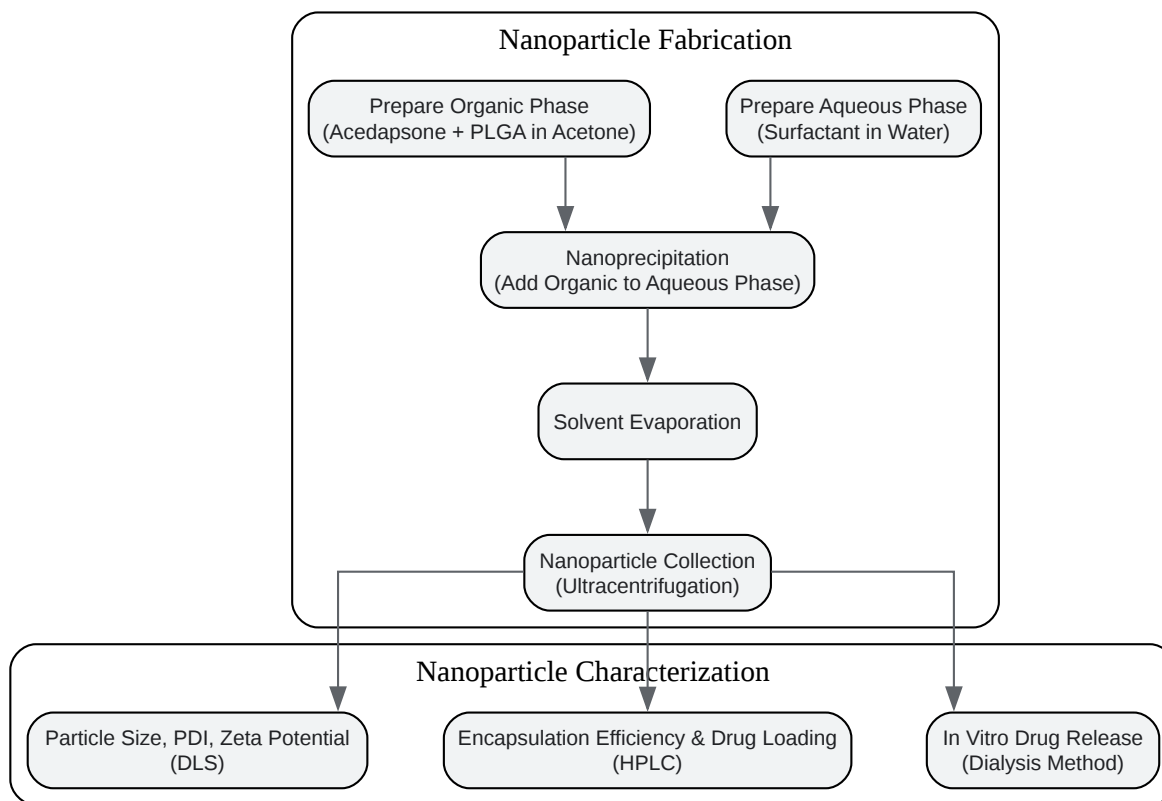 Nanoparticle Fabrication
Prepare Organic Phase
(Acedapsone + PLGA in Acetone)
Prepare Aqueous Phase
(Surfactant in Water)
Nanoprecipitation
(Add Organic to Aqueous Phase)
Solvent Evaporation
Nanoparticle Collection
(Ultracentrifugation)
Nanoparticle Characterization
Particle Size, PDI, Zeta Potential
(DLS)
Encapsulation Efficiency & Drug Loading
(HPLC)
In Vitro Drug Release
(Dialysis Method)